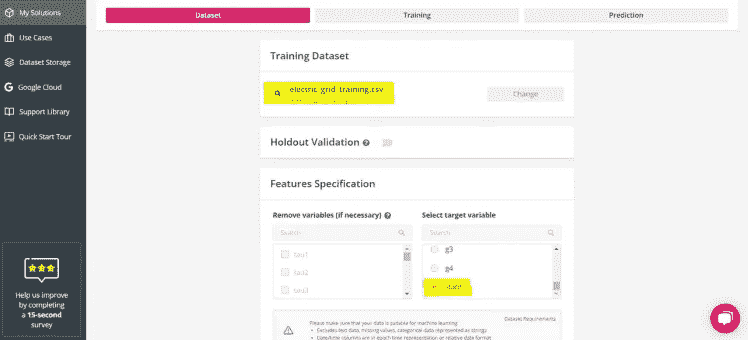 My Solutions
Use Cases
Dataset Storage
Google Cloud
Support Library
Quick Start Tour
Help us improve
by completing
a 15-second
survey
Dataset
Training
Prediction
Training Dataset
electric_grid_training.csv
Change
Holdout Validation
Features Specification
Remove variables (if necessary)
Select target variable
Search
Search
tau1
tau2
tau3
g3
g4
Dataset Requirements
Please make sure that your data is suitable for machine learning
• Excludes text data, missing values, categorical data represented as strings
• Date/time columns are in epoch time representation or relative date format